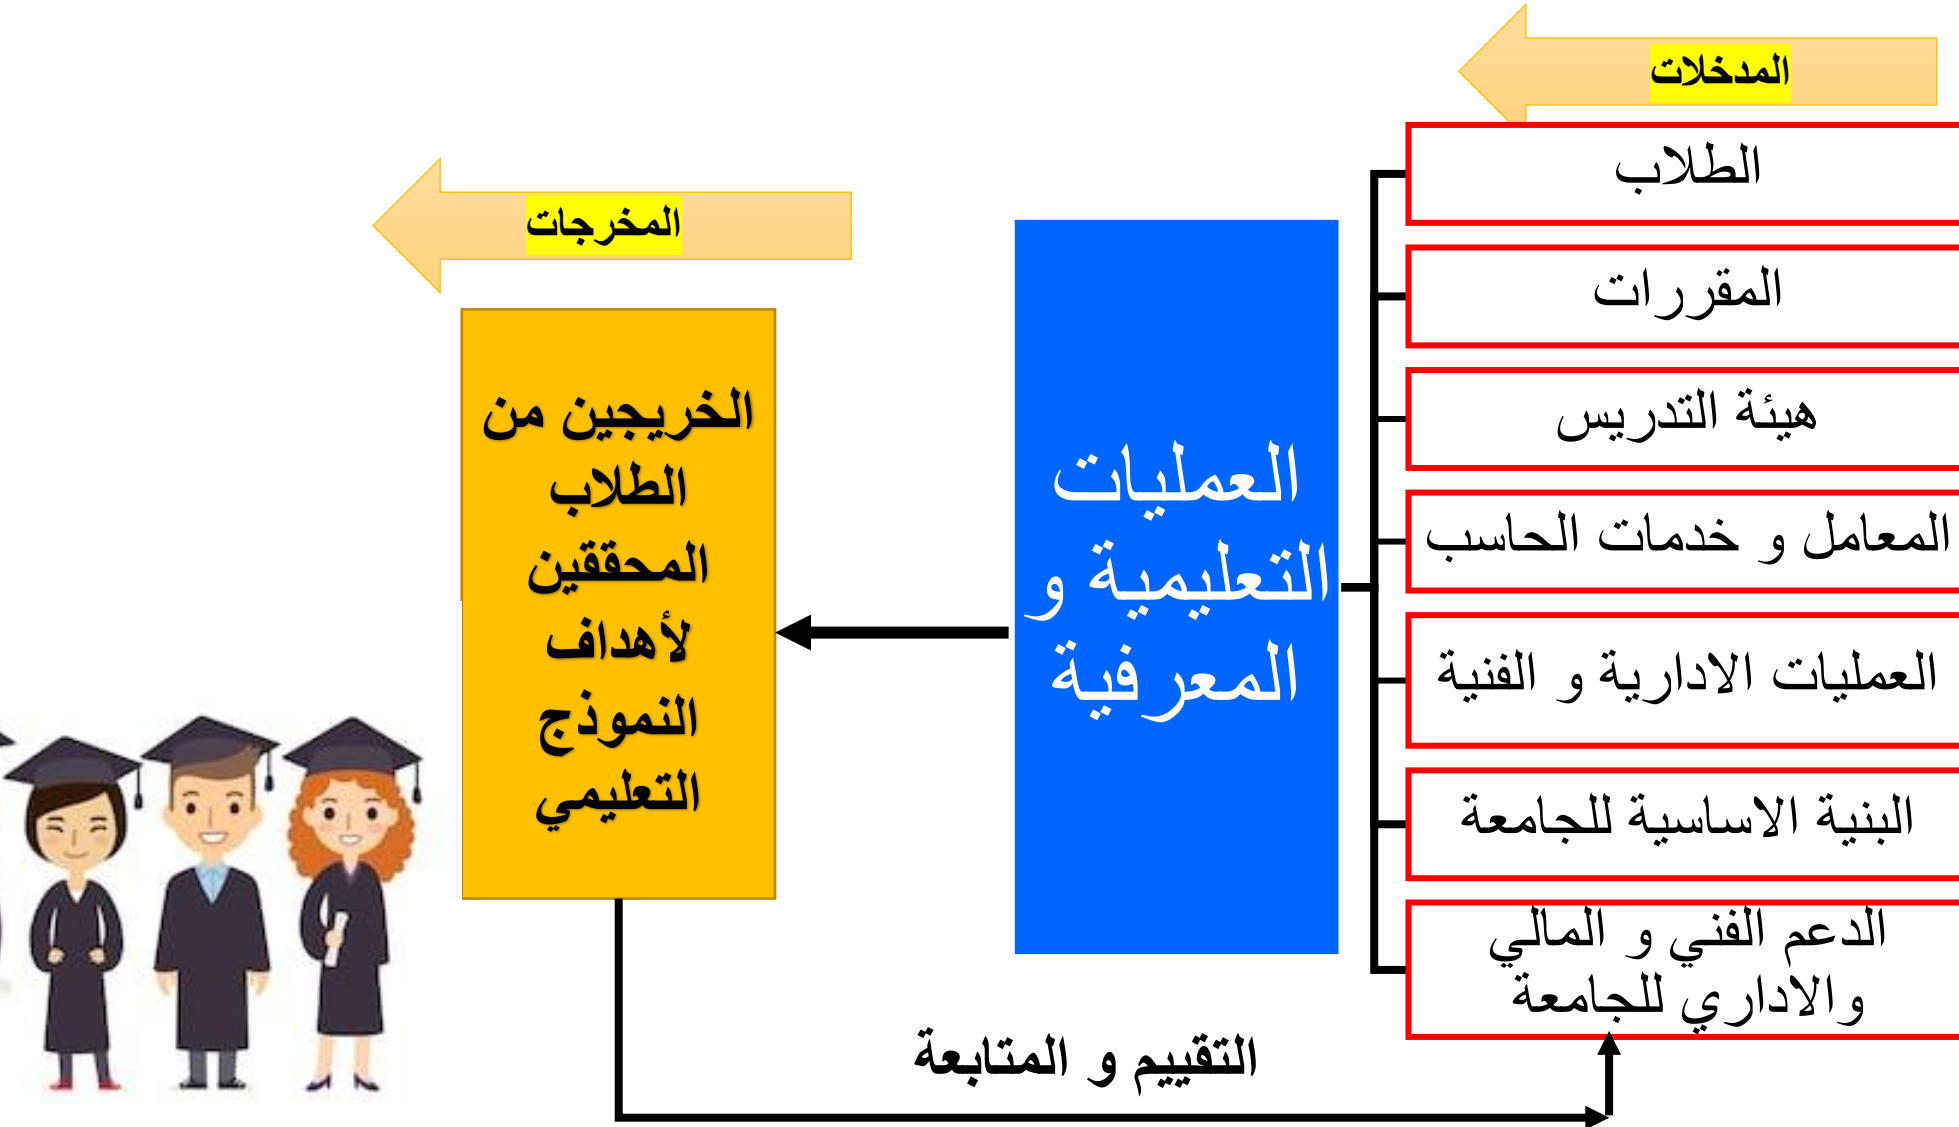 المدخلات
الطلاب
المقررات
هيئة التدريس
المعامل و خدمات الحاسب
العمليات الادارية و الفنية
البنية الاساسية للجامعة
الدعم الفني و المالي
والاداري للجامعة
العمليات
التعليمية و
المعرفية
المخرجات
الخريجين من
الطلاب
المحققين
لأهداف
النموذج
التعليمي
التقييم و المتابعة